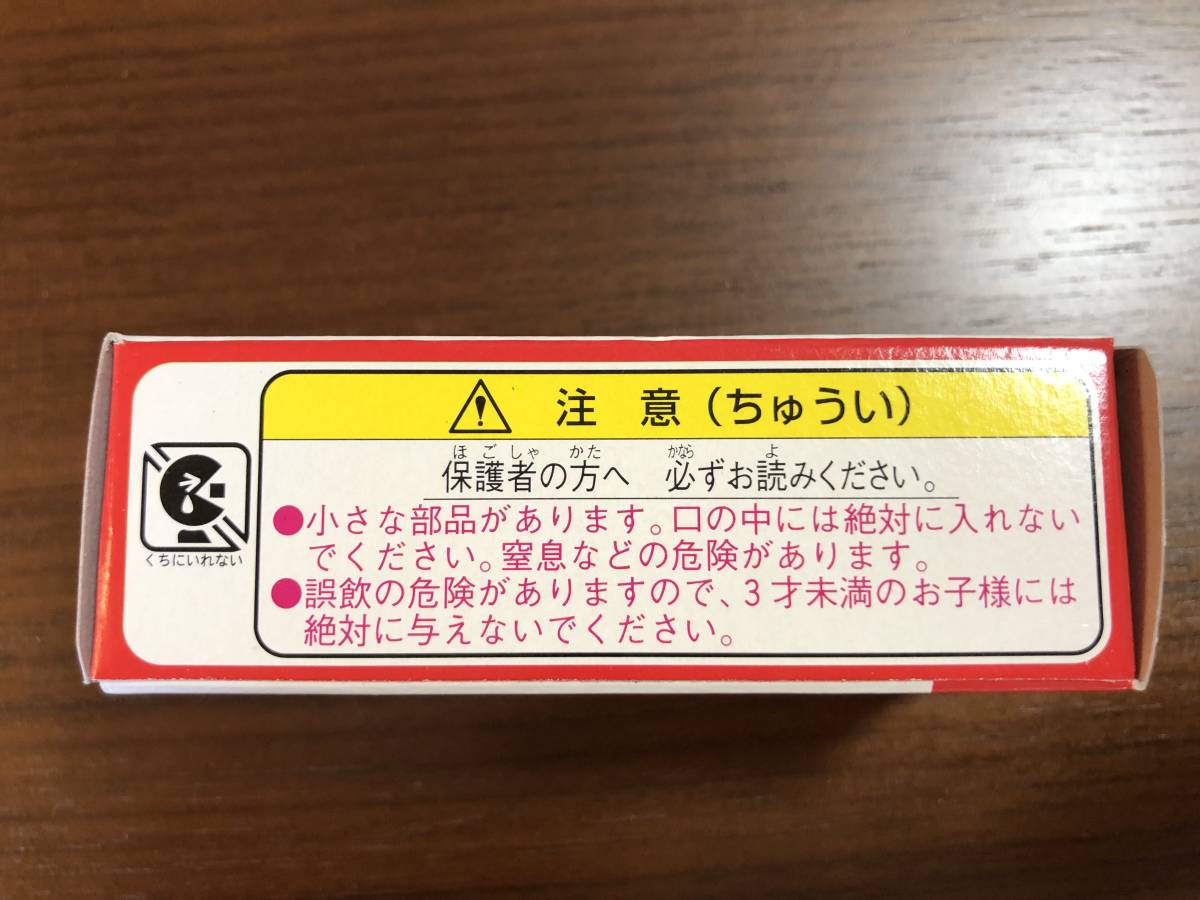 注 意（ちゅうい）
ほごしゃ かた かなら よ
保護者の方へ 必ずお読みください。
●小さな部品があります。口の中には絶対に入れない
でください。窒息などの危険があります。
●誤飲の危険がありますので、3才未満のお子様には
絶対に与えないでください。
くちにいれない